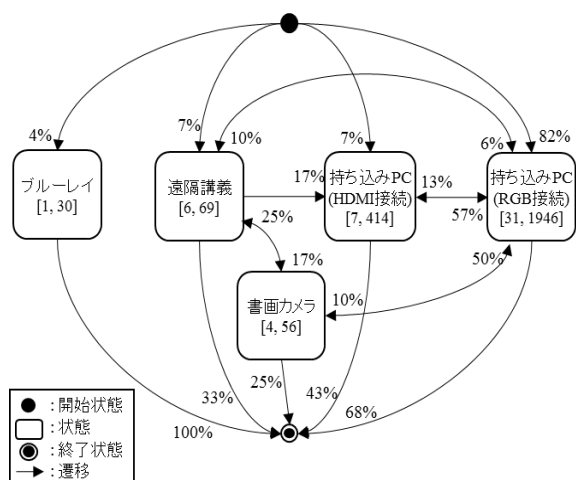 4%
7%
10%
7%
6%
82%
ブルーレイ
[1, 30]
遠隔講義
[6, 69]
17%
持ち込みPC
(HDMI接続)
[7, 414]
13%
57%
持ち込みPC
(RGB接続)
[31, 1946]
25%
17%
50%
書画カメラ
[4, 56]
10%
33%
25%
43%
68%
100%
:開始状態
:状態
:終了状態
:遷移